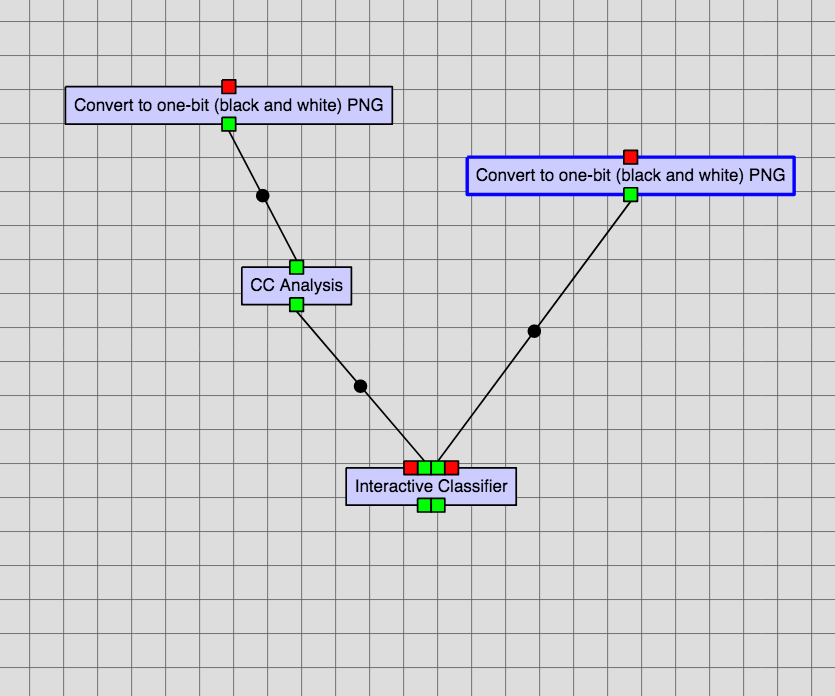 Convert to one-bit (black and white) PNG
Convert to one-bit (black and white) PNG
CC Analysis
Interactive Classifier